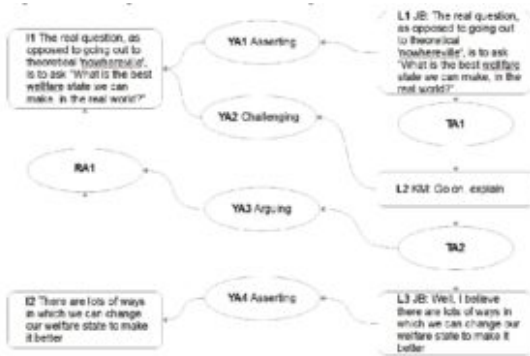 I1 The real question, as
opposed to going out to
theoretical 'nowhereville',
is to ask "What is the best
wellfare state we can
make, in the real world?"
YA1 Asserting
L1 JB: The real question,
as opposed to going out
to theoretical
'nowhereville', is to ask
"What is the best wellfare
state we can make, in the
real world?"
YA2 Challenging
TA1
RA1
L2 KM: Go on, explain
YA3 Arguing
TA2
I2 There are lots of ways
in which we can change
our welfare state to make
it better
YA4 Asserting
L3 JB: Well, I believe
there are lots of ways in
which we can change our
welfare state to make it
better